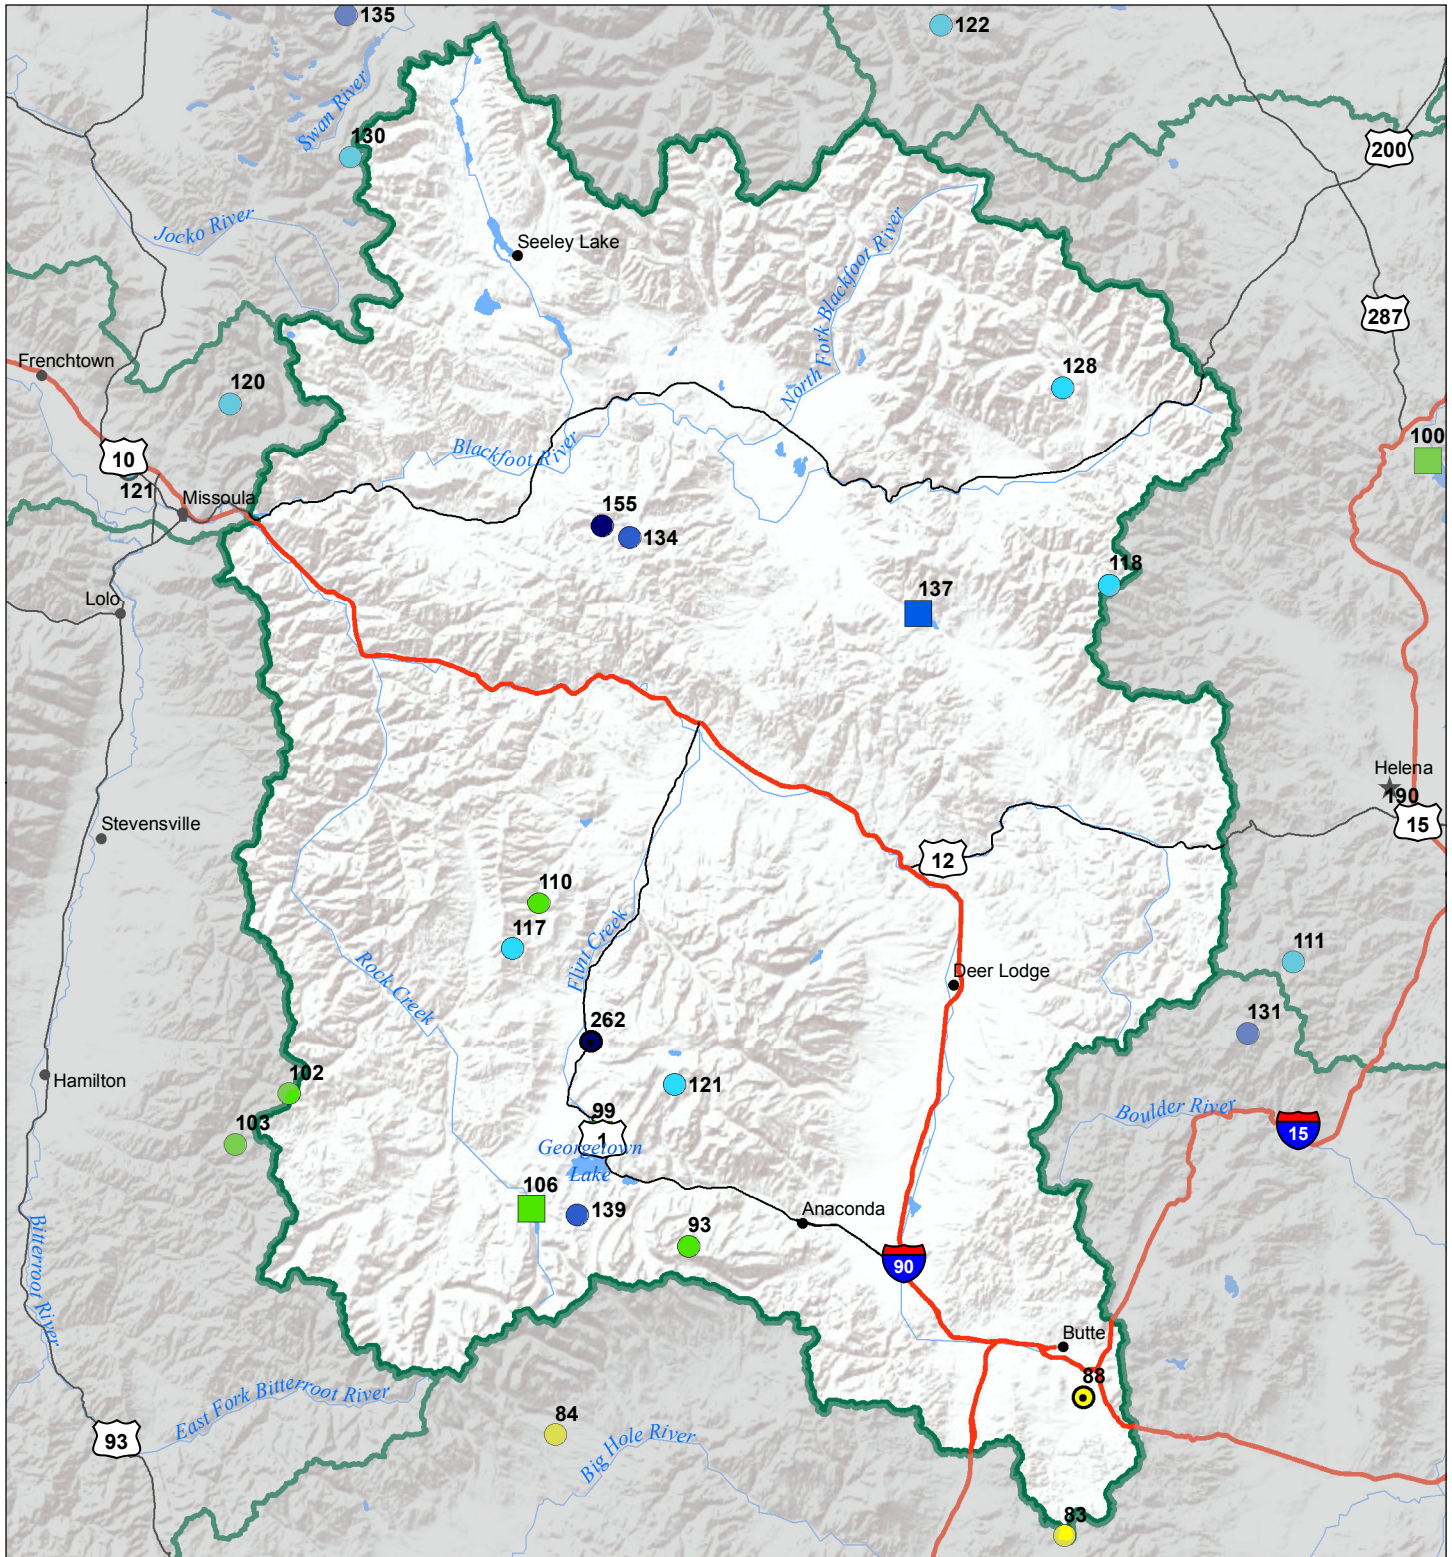 135
122
Swan River
130
200
Jocko River
Seeley Lake
North Fork Blackfoot River
287
Frenchtown
128
120
100
10
Blackfoot River
121
Missoula
155
134
118
137
Lolo
Helena
190
15
Stevensville
12
110
117
Flint Creek
111
Rock Creek
Deer Lodge
262
131
Hamilton
102
121
99
1
Boulder River
15
103
Georgetown
Lake
106
139
93
Anaconda
Bitterroot River
90
Butte
88
East Fork Bitterroot River
84
93
Big Hole River
83